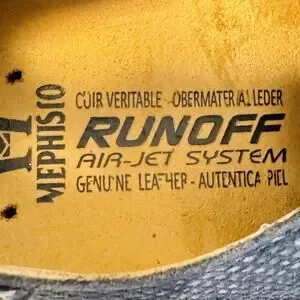 MEPHISTO
CUIR VERITABLE - OBERMATERIAL LEDER
RUNOFF
AIR-JET SYSTEM
GENUINE LEATHER - AUTENTICA PIEL